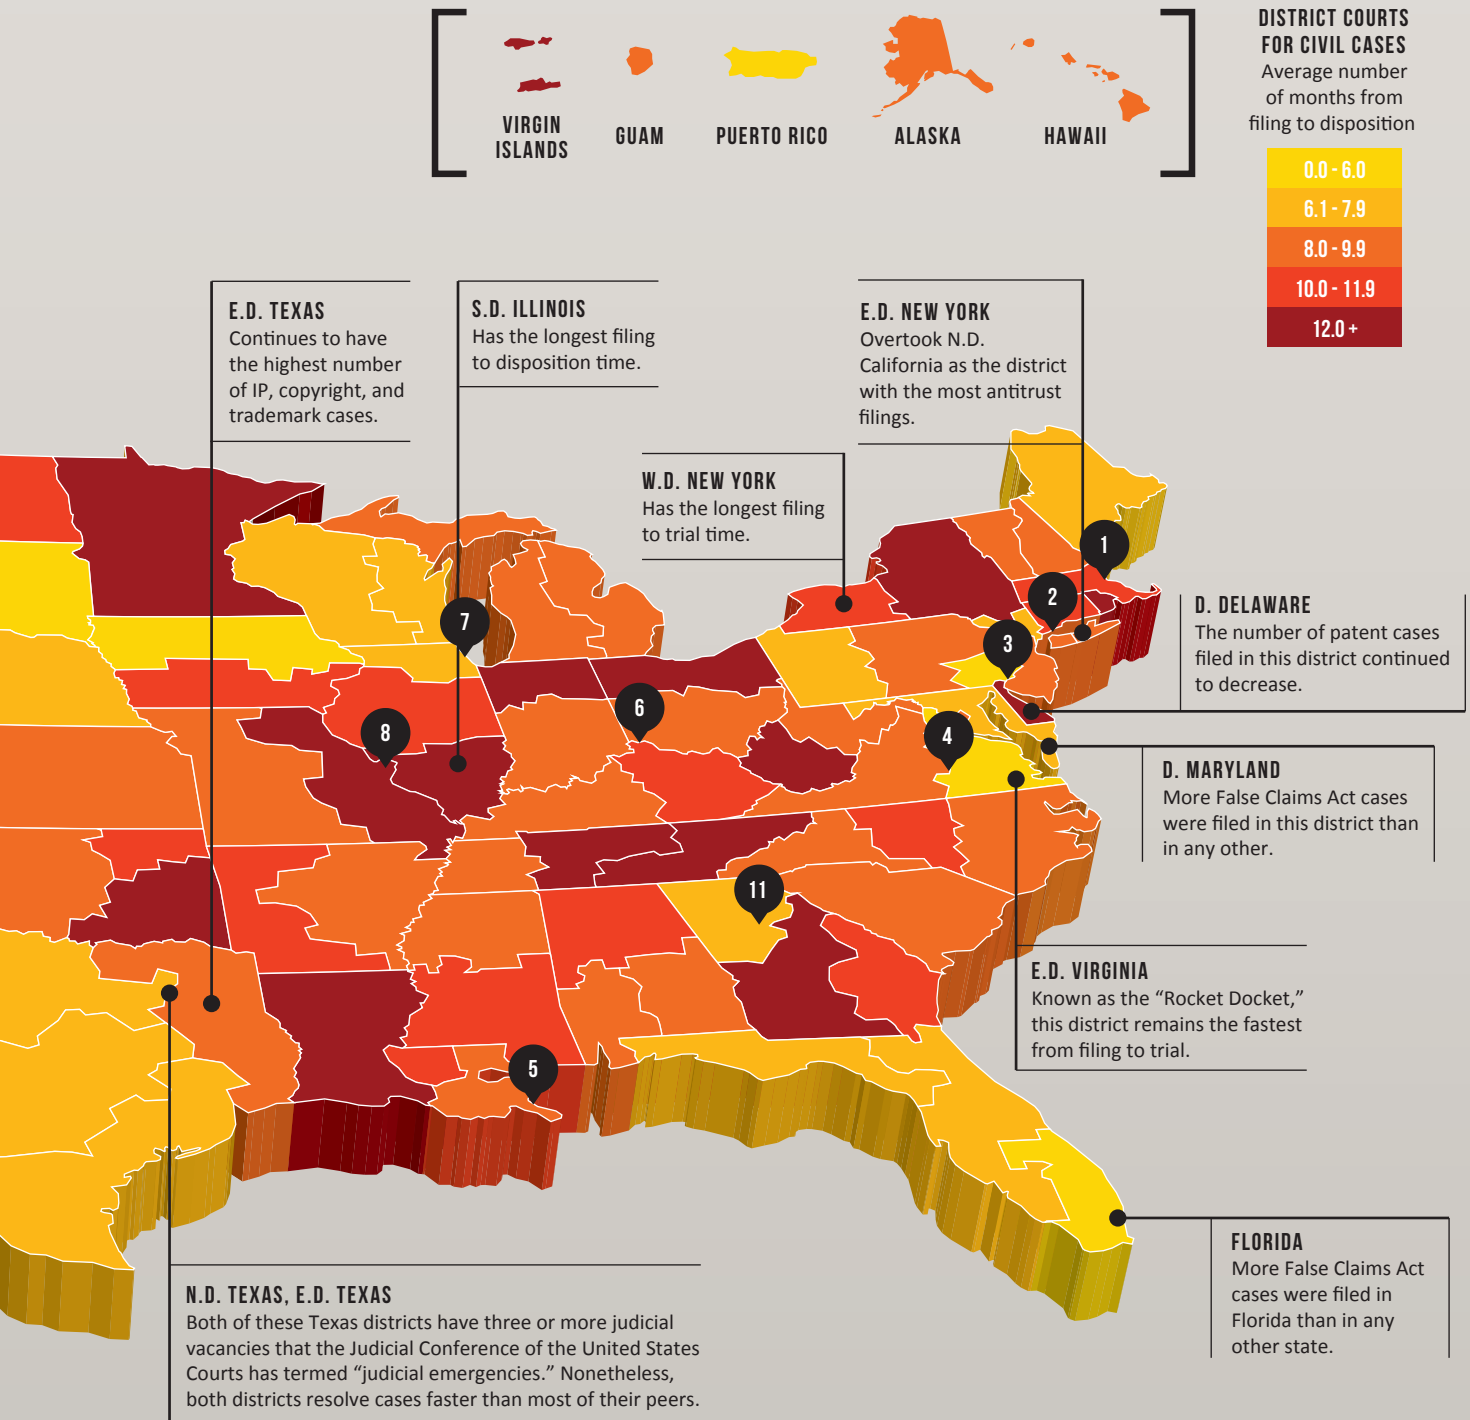 VIRGIN
ISLANDS
GUAM
PUERTO RICO
ALASKA
HAWAII
DISTRICT COURTS
FOR CIVIL CASES
Average number
of months from
filing to disposition
0.0 - 6.0
6.1 - 7.9
8.0 - 9.9
10.0 - 11.9
12.0 +
E.D. TEXAS
Continues to have
the highest number
of IP, copyright, and
trademark cases.
S.D. ILLINOIS
Has the longest filing
to disposition time.
E.D. NEW YORK
Overtook N.D.
California as the district
with the most antitrust
filings.
W.D. NEW YORK
Has the longest filing
to trial time.
1
2
3
4
5
6
7
8
11
D. DELAWARE
The number of patent cases
filed in this district continued
to decrease.
D. MARYLAND
More False Claims Act cases
were filed in this district than
in any other.
E.D. VIRGINIA
Known as the “Rocket Docket,”
this district remains the fastest
from filing to trial.
FLORIDA
More False Claims Act
cases were filed in
Florida than in any
other state.
N.D. TEXAS, E.D. TEXAS
Both of these Texas districts have three or more judicial
vacancies that the Judicial Conference of the United States
Courts has termed “judicial emergencies.” Nonetheless,
both districts resolve cases faster than most of their peers.